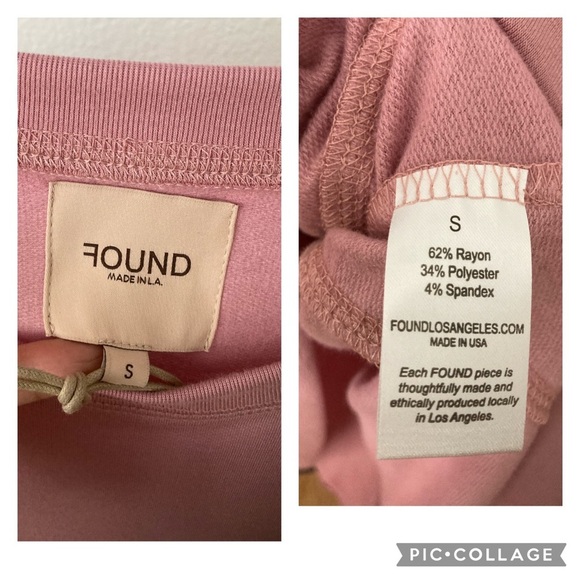 FOUND
MADE IN L.A.
S
S
62% Rayon
34% Polyester
4% Spandex
FOUNDLOSANGELES.COM
MADE IN USA
Each FOUND piece is
thoughtfully made and
ethically produced locally
in Los Angeles.
PIC•COLLAGE